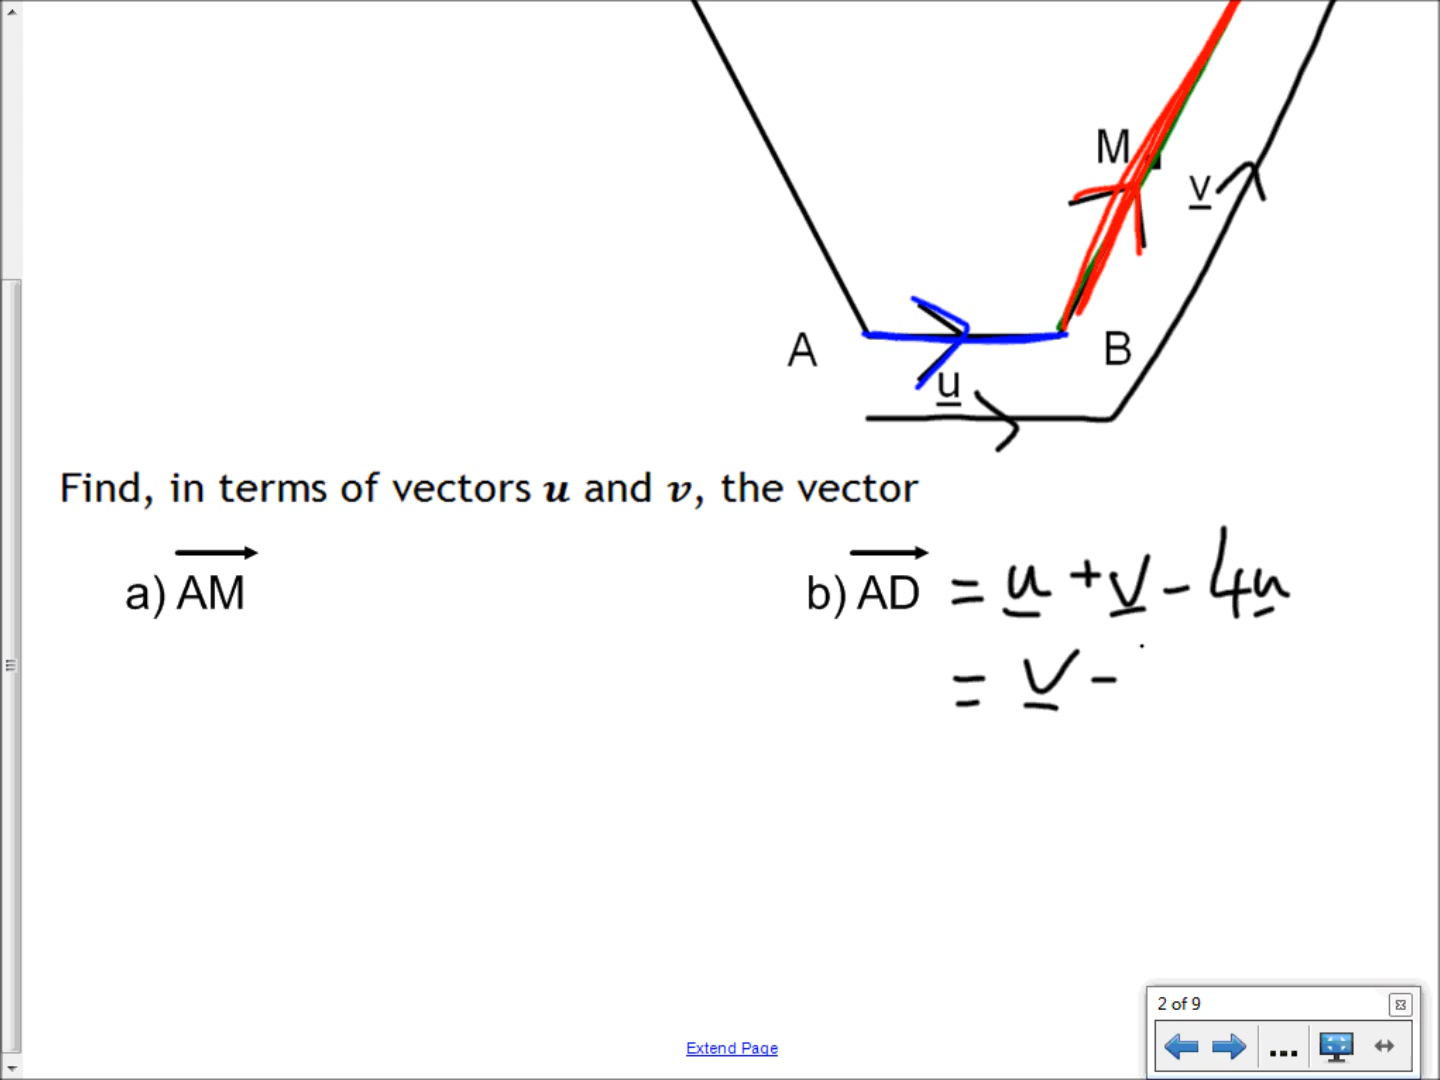 M
v
A
B
u
Find, in terms of vectors u and v, the vector
a) AM
b) AD = u + v - 4u
= v -
2 of 9
...
Extend Page